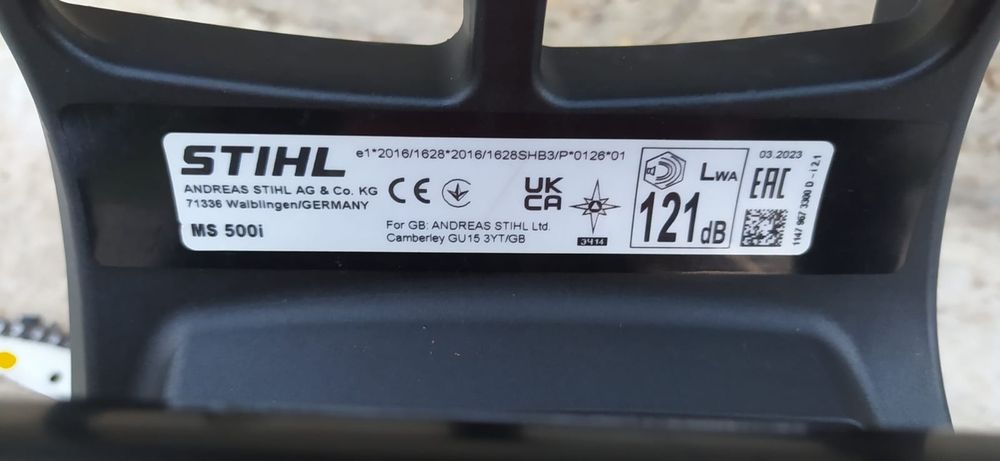 STIHL
e1*2016/1628*2016/1628SHB3/P*0126*01
ANDREAS STIHL AG & Co. KG
71336 Waiblingen/GERMANY
MS 500i
CE
UK
CA
For GB: ANDREAS STIHL Ltd.
Camberley GU15 3YT/GB
3414
LWA
121dB
03.2023
EAC
1147 967 3300 D - i 2.1